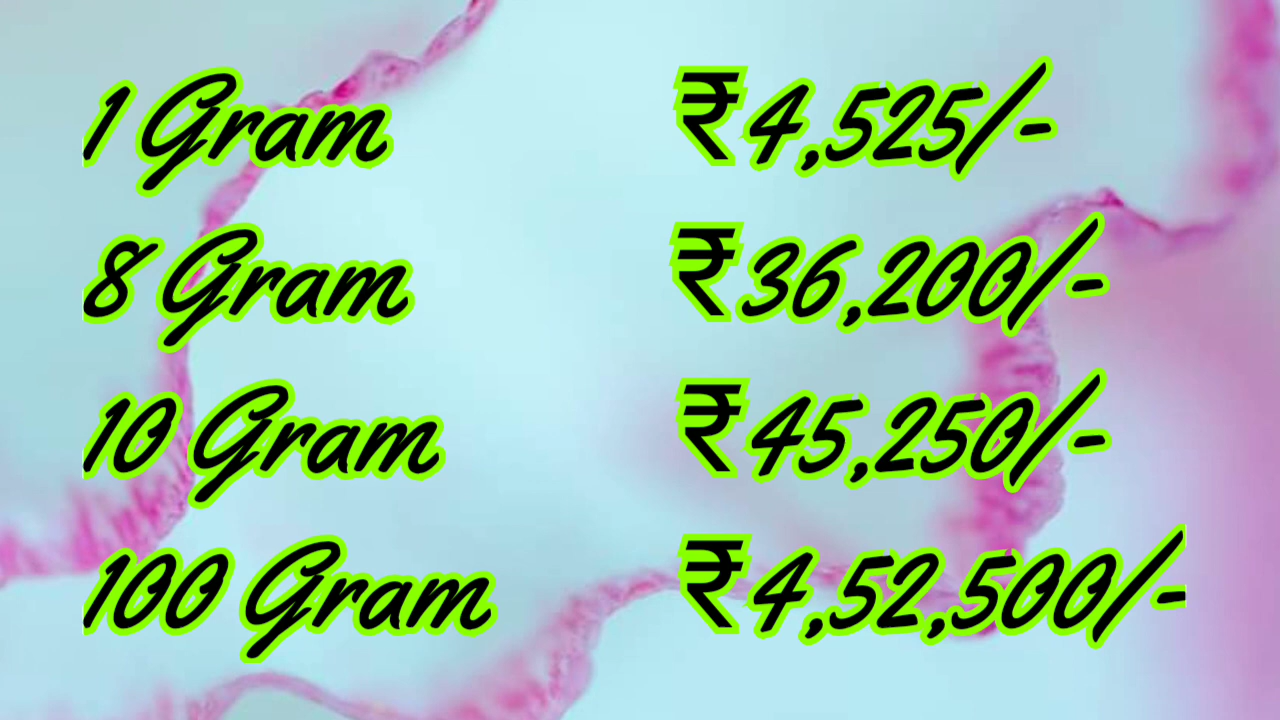 1 Gram ₹4,525/-
8 Gram ₹36,200/-
10 Gram ₹45,250/-
100 Gram ₹4,52,500/-